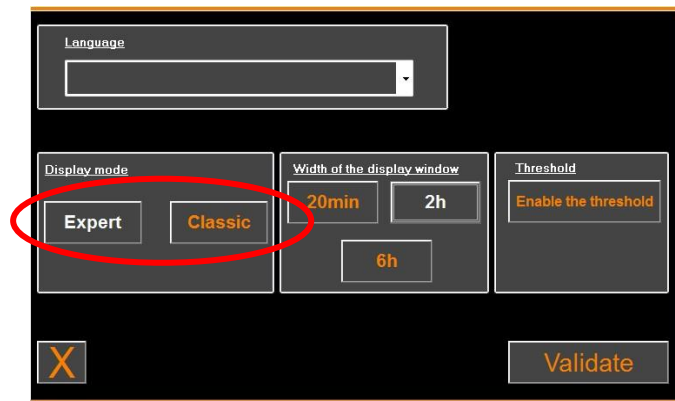 Language
Display mode
Expert Classic
Width of the display window
20min 2h
6h
Threshold
Enable the threshold
X
Validate